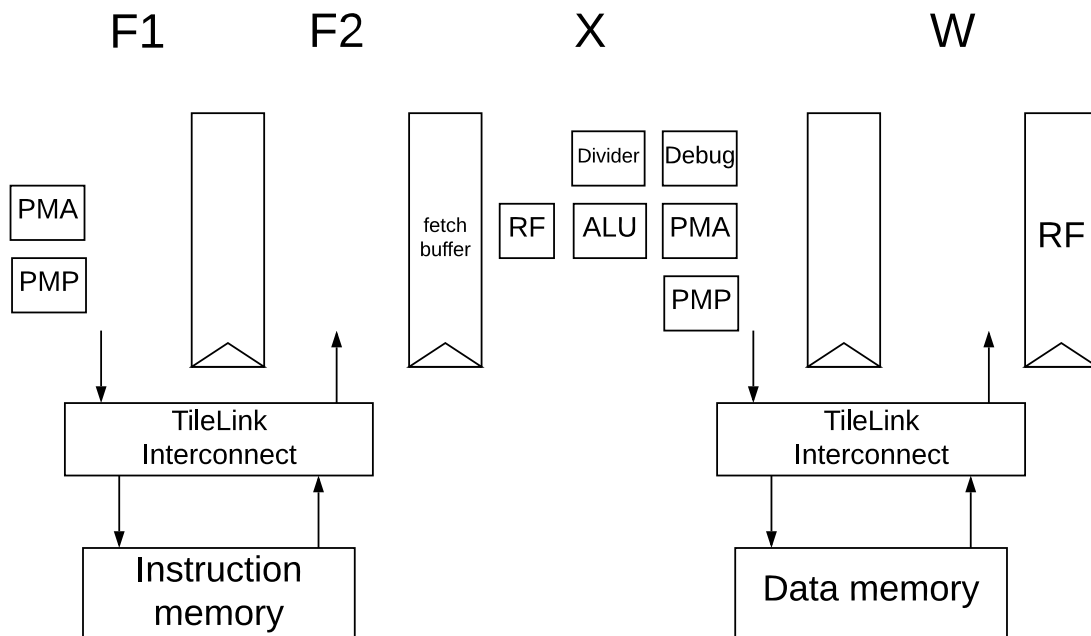 F1 F2 X W
Divider Debug
PMA
fetch
buffer
RF ALU PMA
RF
PMP
PMP
TileLink
Interconnect
TileLink
Interconnect
Instruction
memory
Data memory